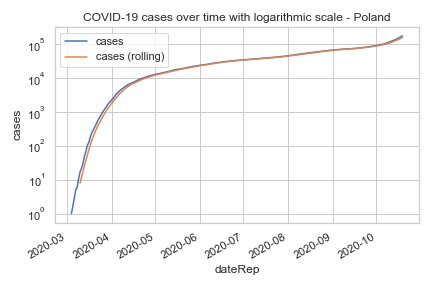 COVID-19 cases over time with logarithmic scale - Poland
cases
cases (rolling)
10^5
10^4
10^3
10^2
10^1
10^0
cases
2020-03
2020-04
2020-05
2020-06
2020-07
2020-08
2020-09
2020-10
dateRep